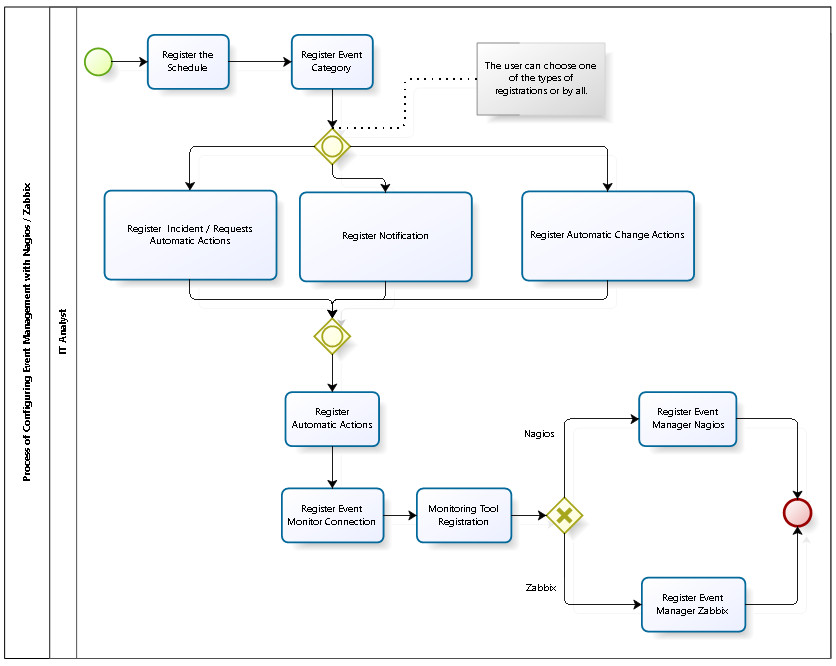 Process of Configuring Event Management with Nagios / Zabbix
IT Analyst
Register the
Schedule
Register Event
Category
The user can choose one
of the types of
registrations or by all.
Register Incident / Requests
Automatic Actions
Register Notification
Register Automatic Change Actions
Register
Automatic Actions
Register Event
Monitor Connection
Monitoring Tool
Registration
Nagios
Register Event
Manager Nagios
Zabbix
Register Event
Manager Zabbix